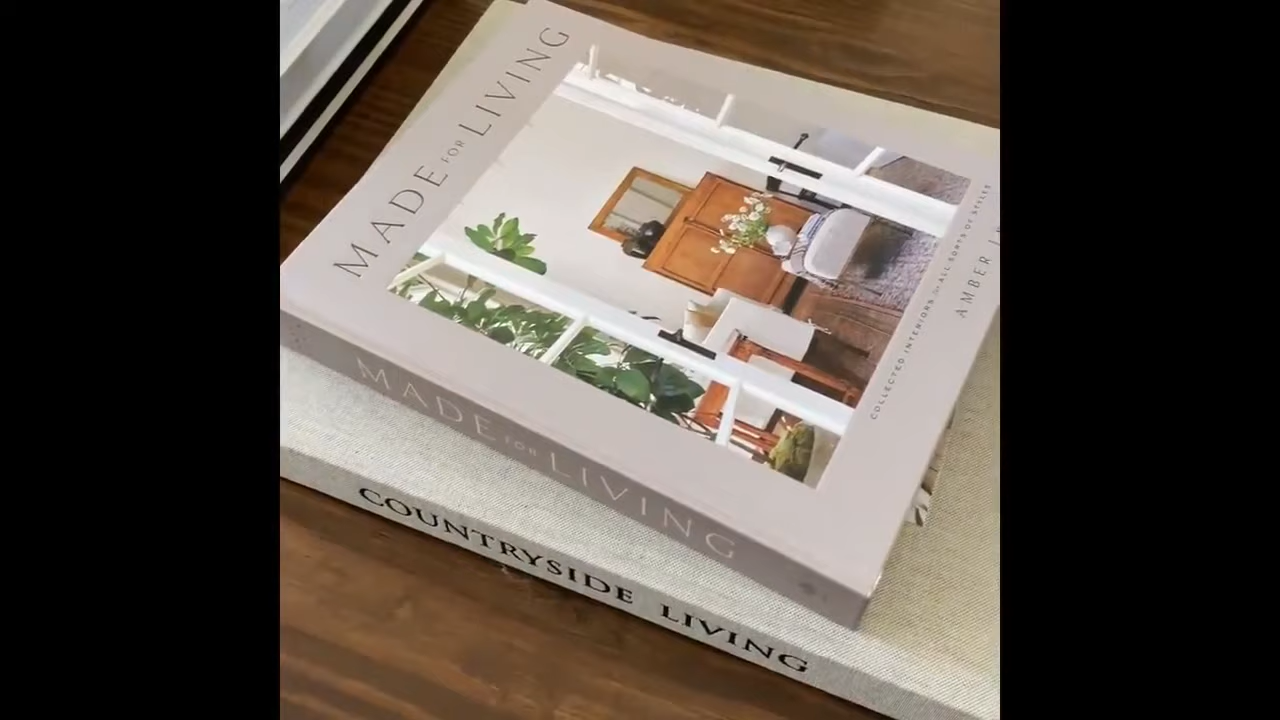 MADE FOR LIVING
COLLECTED INTERIORS for ALL SORTS OF STYLES
AMBER
MADE FOR LIVING
COUNTRYSIDE LIVING